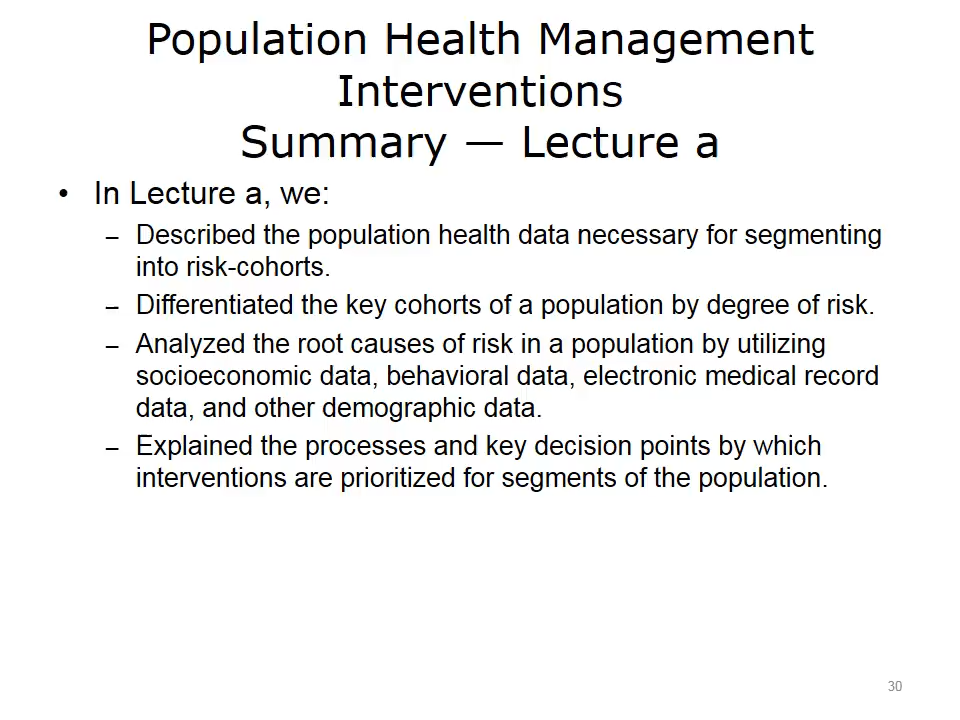 Population Health Management
Interventions
Summary — Lecture a
• In Lecture a, we:
– Described the population health data necessary for segmenting
into risk-cohorts.
– Differentiated the key cohorts of a population by degree of risk.
– Analyzed the root causes of risk in a population by utilizing
socioeconomic data, behavioral data, electronic medical record
data, and other demographic data.
– Explained the processes and key decision points by which
interventions are prioritized for segments of the population.
30